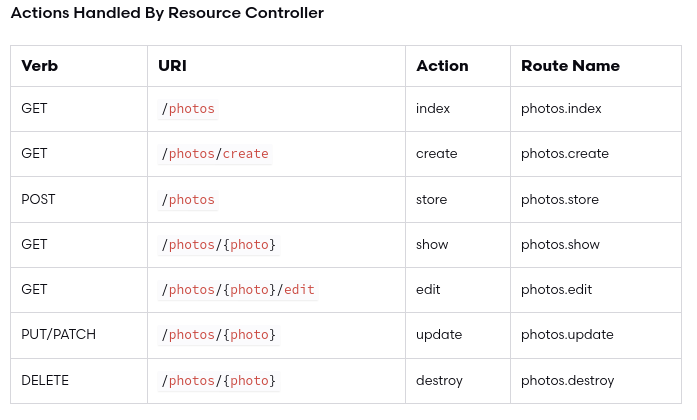 Actions Handled By Resource Controller
Verb URI Action Route Name
GET /photos index photos.index
GET /photos/create create photos.create
POST /photos store photos.store
GET /photos/{photo} show photos.show
GET /photos/{photo}/edit edit photos.edit
PUT/PATCH /photos/{photo} update photos.update
DELETE /photos/{photo} destroy photos.destroy